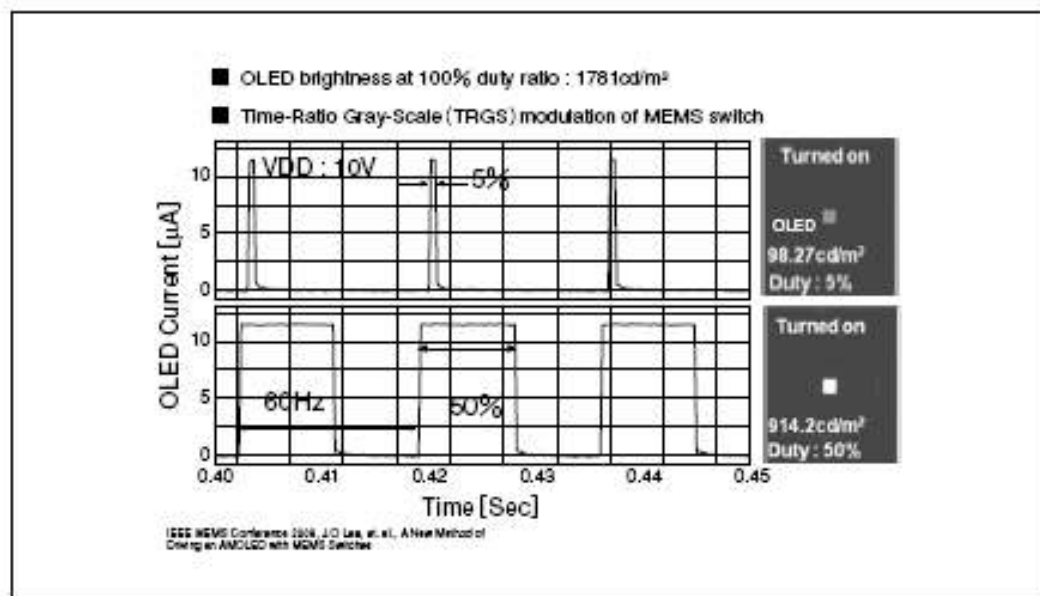 ■ OLED brightness at 100% duty ratio : 1781cd/m²
■ Time-Ratio Gray-Scale (TRGS) modulation of MEMS switch
OLED Current [µA]
10
5
0
VDD : 10V
5%
Turned on
OLED
98.27cd/m²
Duty : 5%
10
5
0
60Hz
50%
Turned on
914.2cd/m²
Duty : 50%
0.40 0.41 0.42 0.43 0.44 0.45
Time [Sec]
IEEE MEMS Conference J.O Lee, et. al., A New Method of
Driving an AMOLED with MEMS Switches